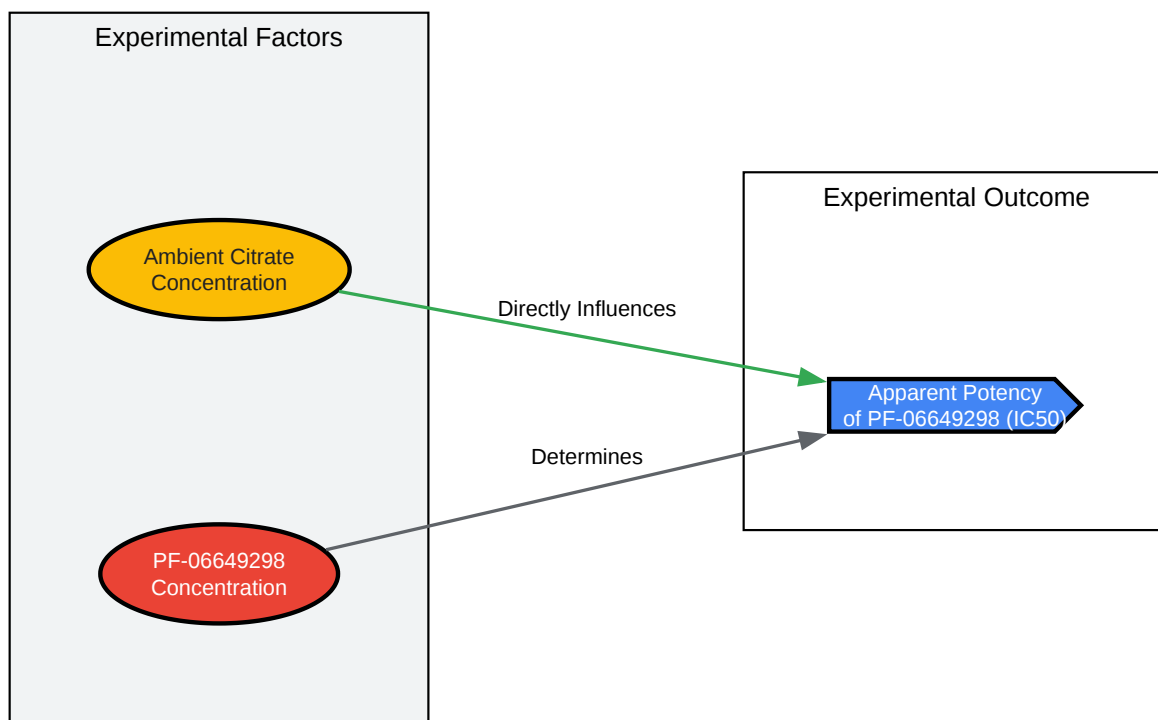 Experimental Factors
Ambient Citrate
Concentration
PF-06649298
Concentration
Directly Influences
Determines
Experimental Outcome
Apparent Potency
of PF-06649298 (IC50)